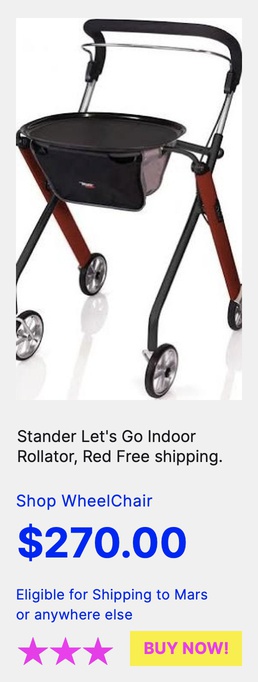 Stander Let's Go Indoor
Rollator, Red Free shipping.
Shop WheelChair
$270.00
Eligible for Shipping to Mars
or anywhere else
BUY NOW!